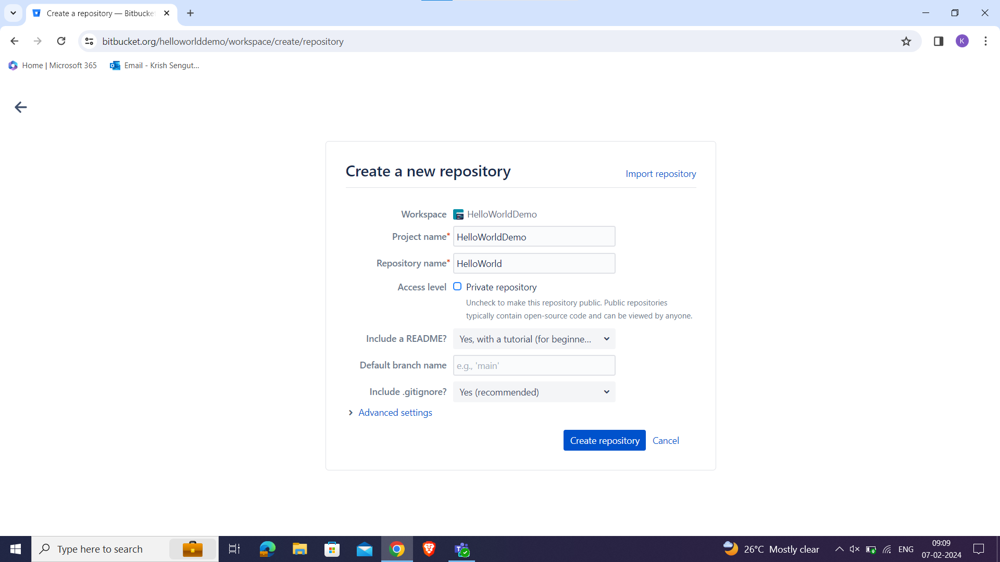 Create a repository — Bitbucke
bitbucket.org/helloworlddemo/workspace/create/repository
K
Home | Microsoft 365
Email - Krish Sengut...
Create a new repository
Import repository
Workspace
HelloWorldDemo
Project name*
HelloWorldDemo
Repository name*
HelloWorld
Access level
Private repository
Uncheck to make this repository public. Public repositories
typically contain open-source code and can be viewed by anyone.
Include a README?
Yes, with a tutorial (for beginne...
Default branch name
e.g., 'main'
Include .gitignore?
Yes (recommended)
Advanced settings
Create repository
Cancel
Type here to search
26°C Mostly clear
ENG
09:09
07-02-2024